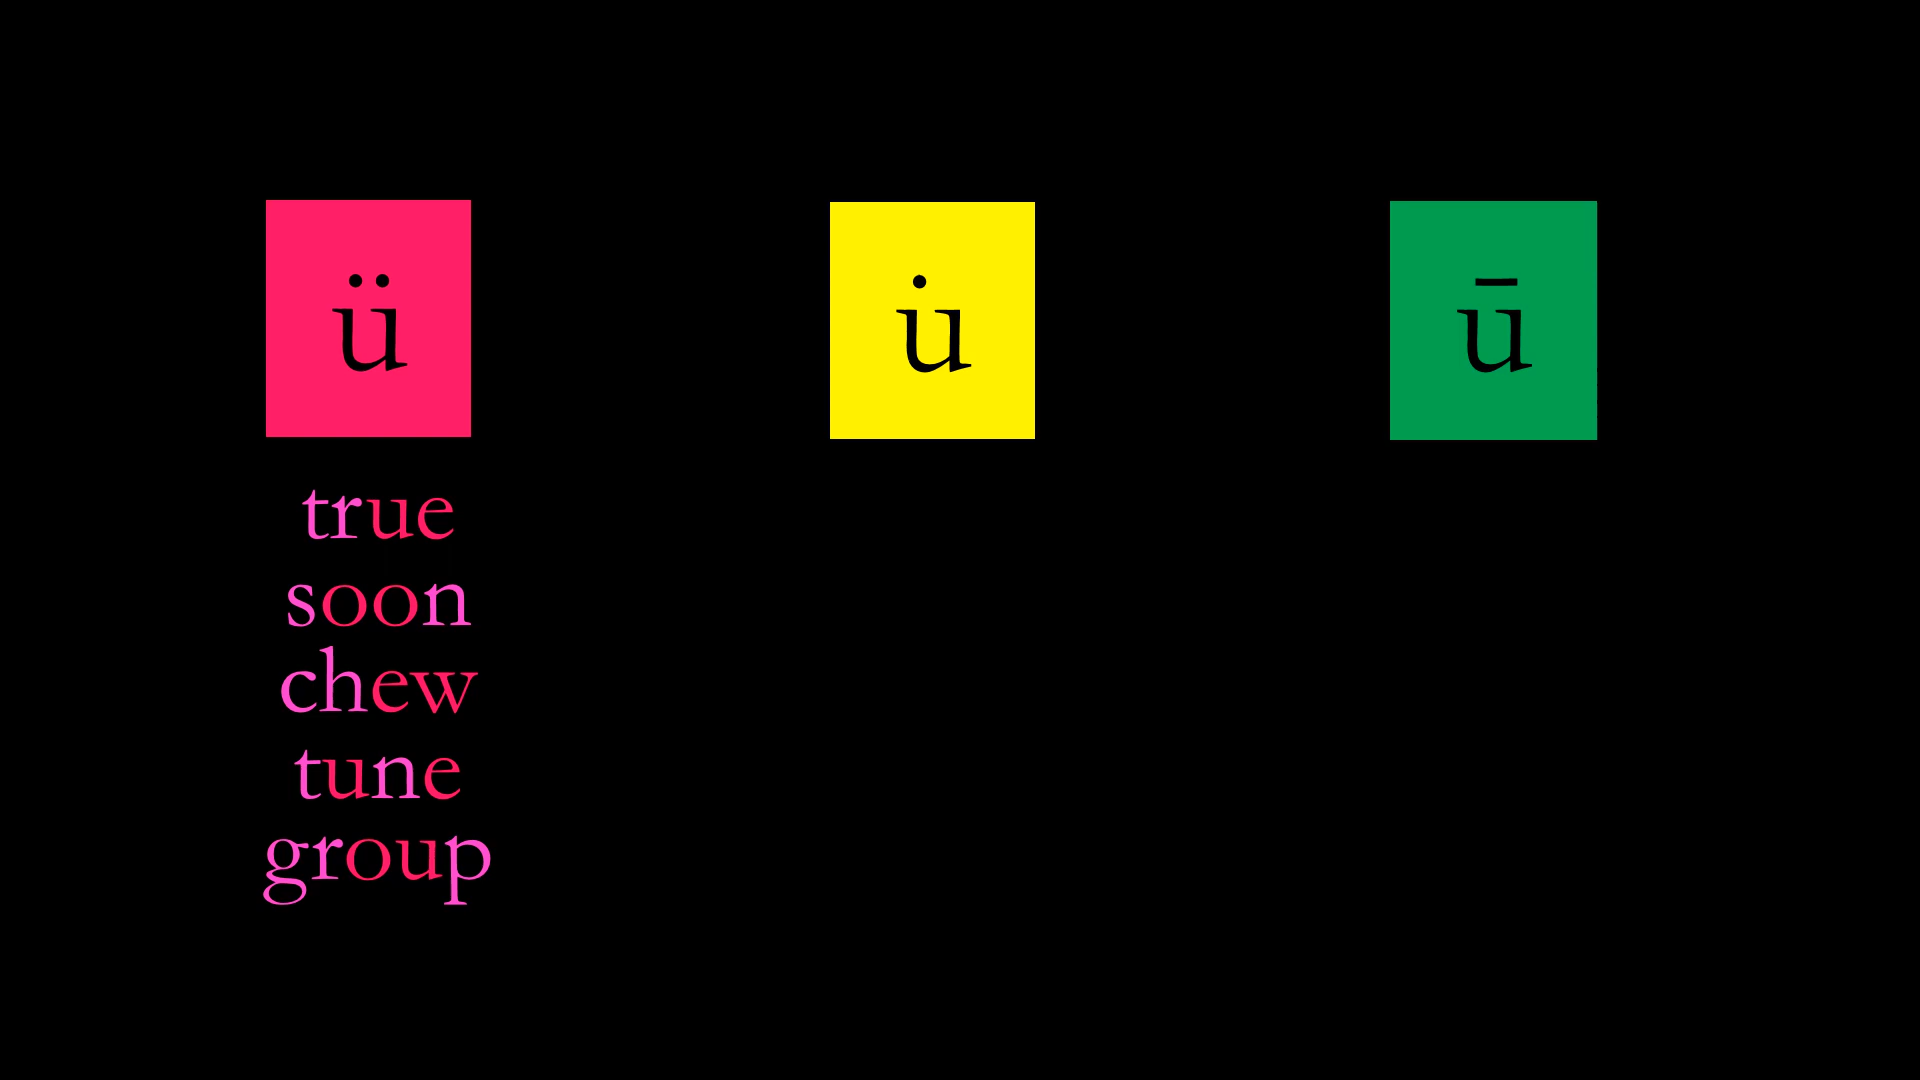 ü u̇ ū
true
soon
chew
tune
group